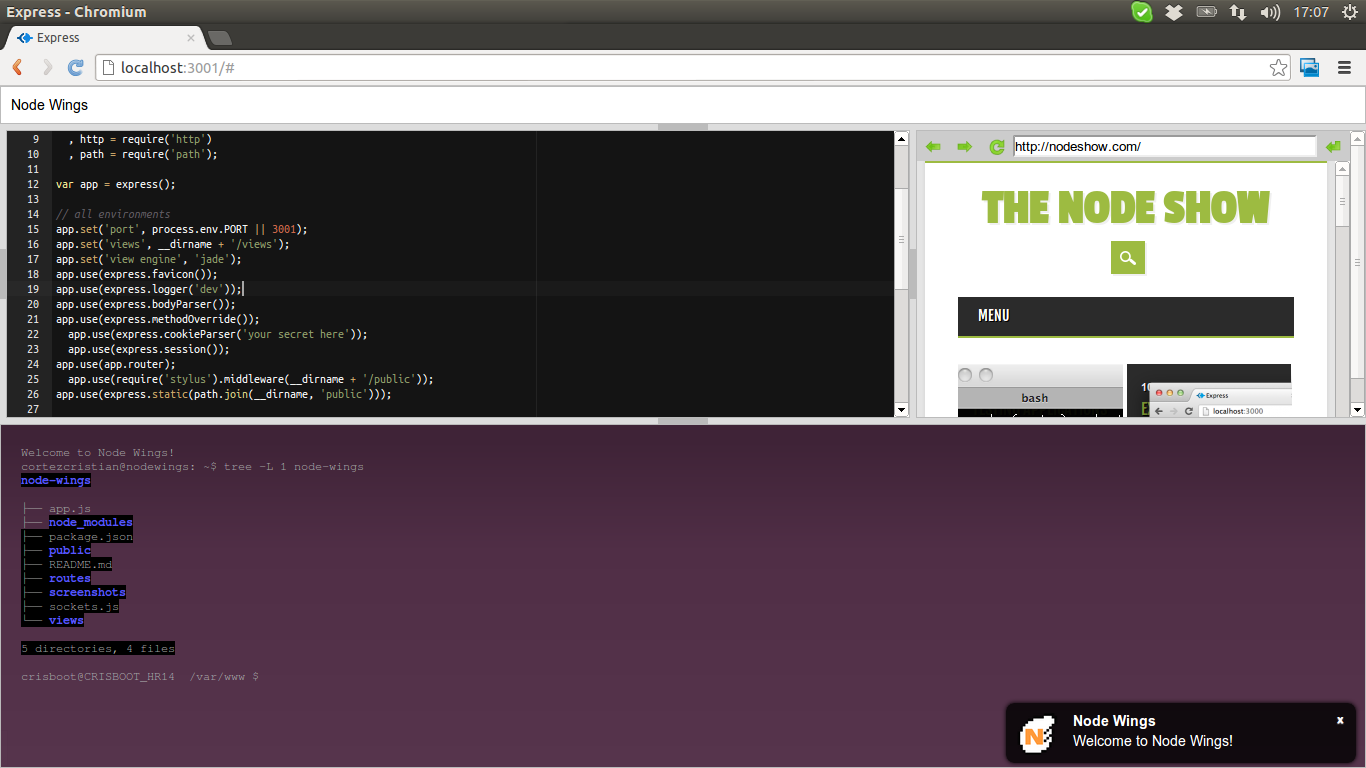 Express - Chromium
17:07
Express
localhost:3001/#
Node Wings
9 , http = require('http')
10 , path = require('path');
11
12 var app = express();
13
14 // all environments
15 app.set('port', process.env.PORT || 3001);
16 app.set('views', __dirname + '/views');
17 app.set('view engine', 'jade');
18 app.use(express.favicon());
19 app.use(express.logger('dev'));
20 app.use(express.bodyParser());
21 app.use(express.methodOverride());
22 app.use(express.cookieParser('your secret here'));
23 app.use(express.session());
24 app.use(app.router);
25 app.use(require('stylus').middleware(__dirname + '/public'));
26 app.use(express.static(path.join(__dirname, 'public')));
27
http://nodeshow.com/
THE NODE SHOW
MENU
bash
Express
localhost:3000
Welcome to Node Wings!
cortezcristian@nodewings: ~$ tree -L 1 node-wings
node-wings
├── app.js
├── node_modules
├── package.json
├── public
├── README.md
├── routes
├── screenshots
├── sockets.js
└── views
5 directories, 4 files
crisboot@CRISBOOT_HR14 /var/www $
N
Node Wings
x
Welcome to Node Wings!